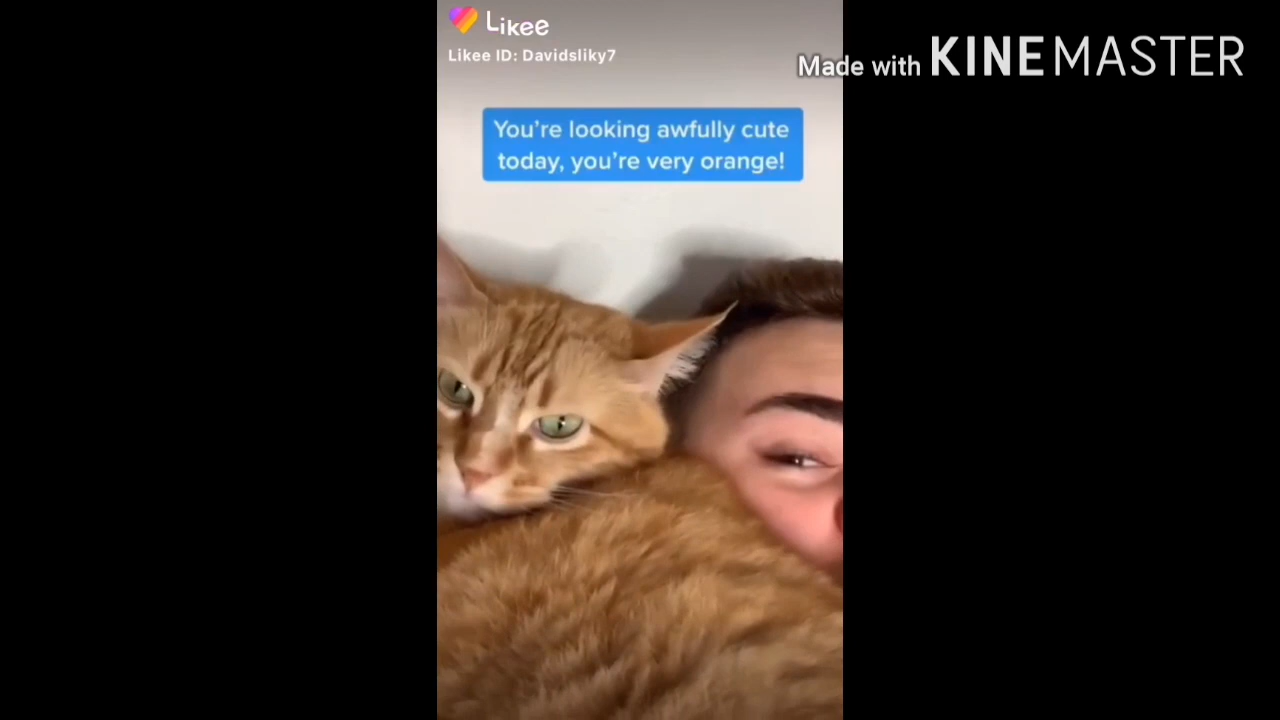 Likee
Likee ID: Davidsliky7
Made with KINEMASTER
You're looking awfully cute
today, you're very orange!